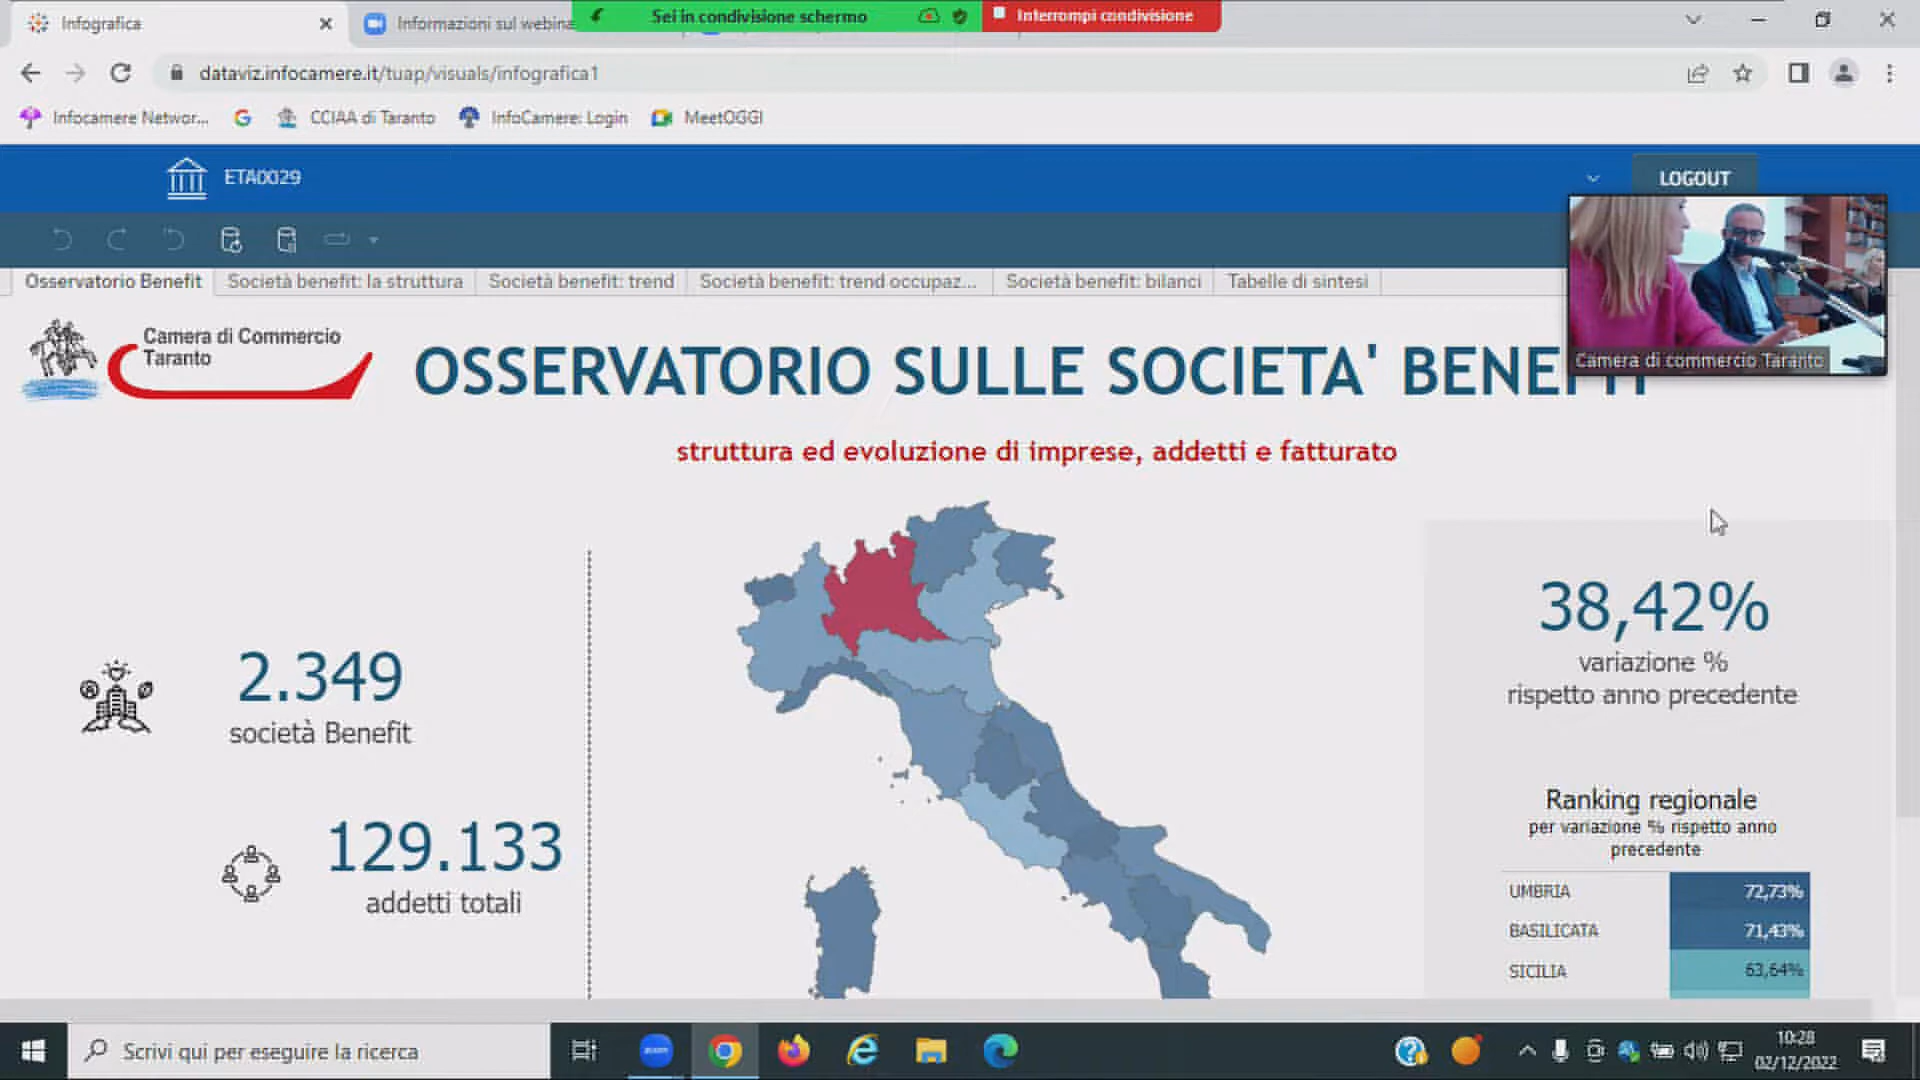 Infografica
Informazioni sul webina
Sei in condivisione schermo
Interrompi condivisione
dataviz.infocamere.it/tuap/visuals/infografica1
Infocamere Networ...
CCIAA di Taranto
InfoCamere: Login
MeetOGGI
ETA0029
LOGOUT
Osservatorio Benefit
Società benefit: la struttura
Società benefit: trend
Società benefit: trend occupaz...
Società benefit: bilanci
Tabelle di sintesi
Camera di Commercio
Taranto
OSSERVATORIO SULLE SOCIETA' BENEFIT
Camera di commercio Taranto
struttura ed evoluzione di imprese, addetti e fatturato
2.349
società Benefit
129.133
addetti totali
38,42%
variazione %
rispetto anno precedente
Ranking regionale
per variazione % rispetto anno
precedente
UMBRIA 72,73%
BASILICATA 71,43%
SICILIA 63,64%
Scrivi qui per eseguire la ricerca
zoom
10:28
02/12/2022